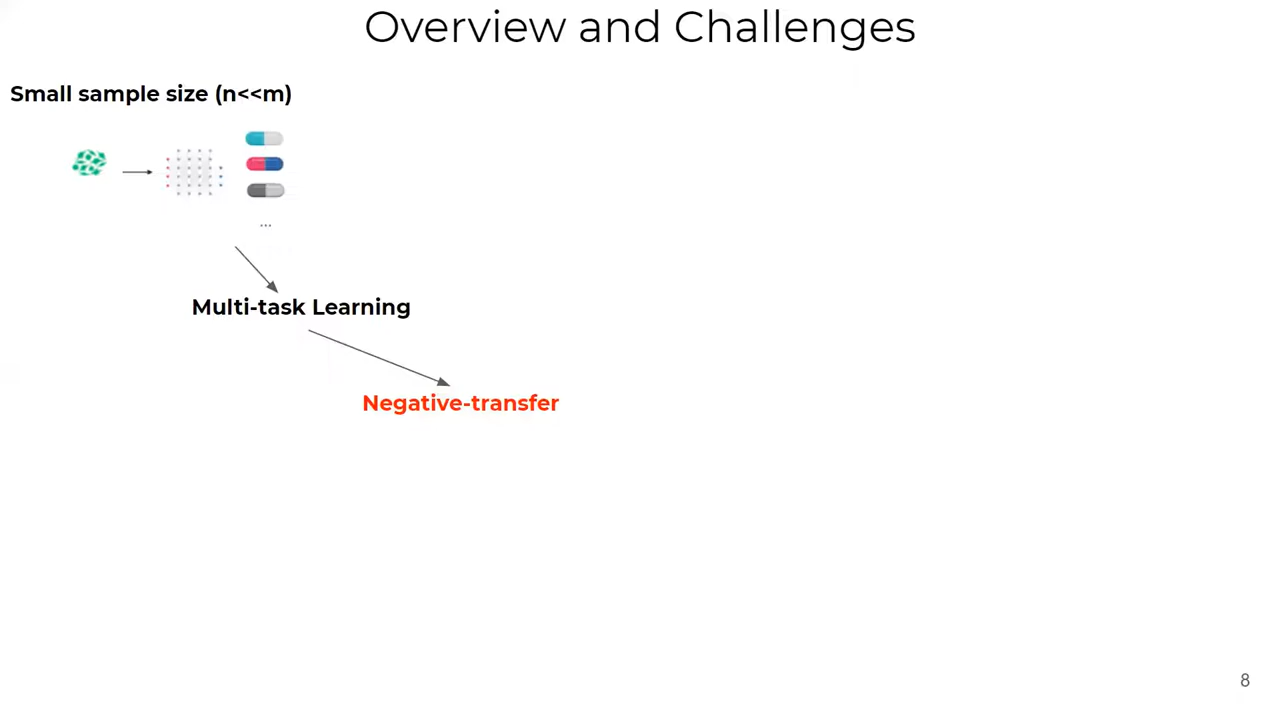 Overview and Challenges
Small sample size (n<<m)
...
Multi-task Learning
Negative-transfer
8